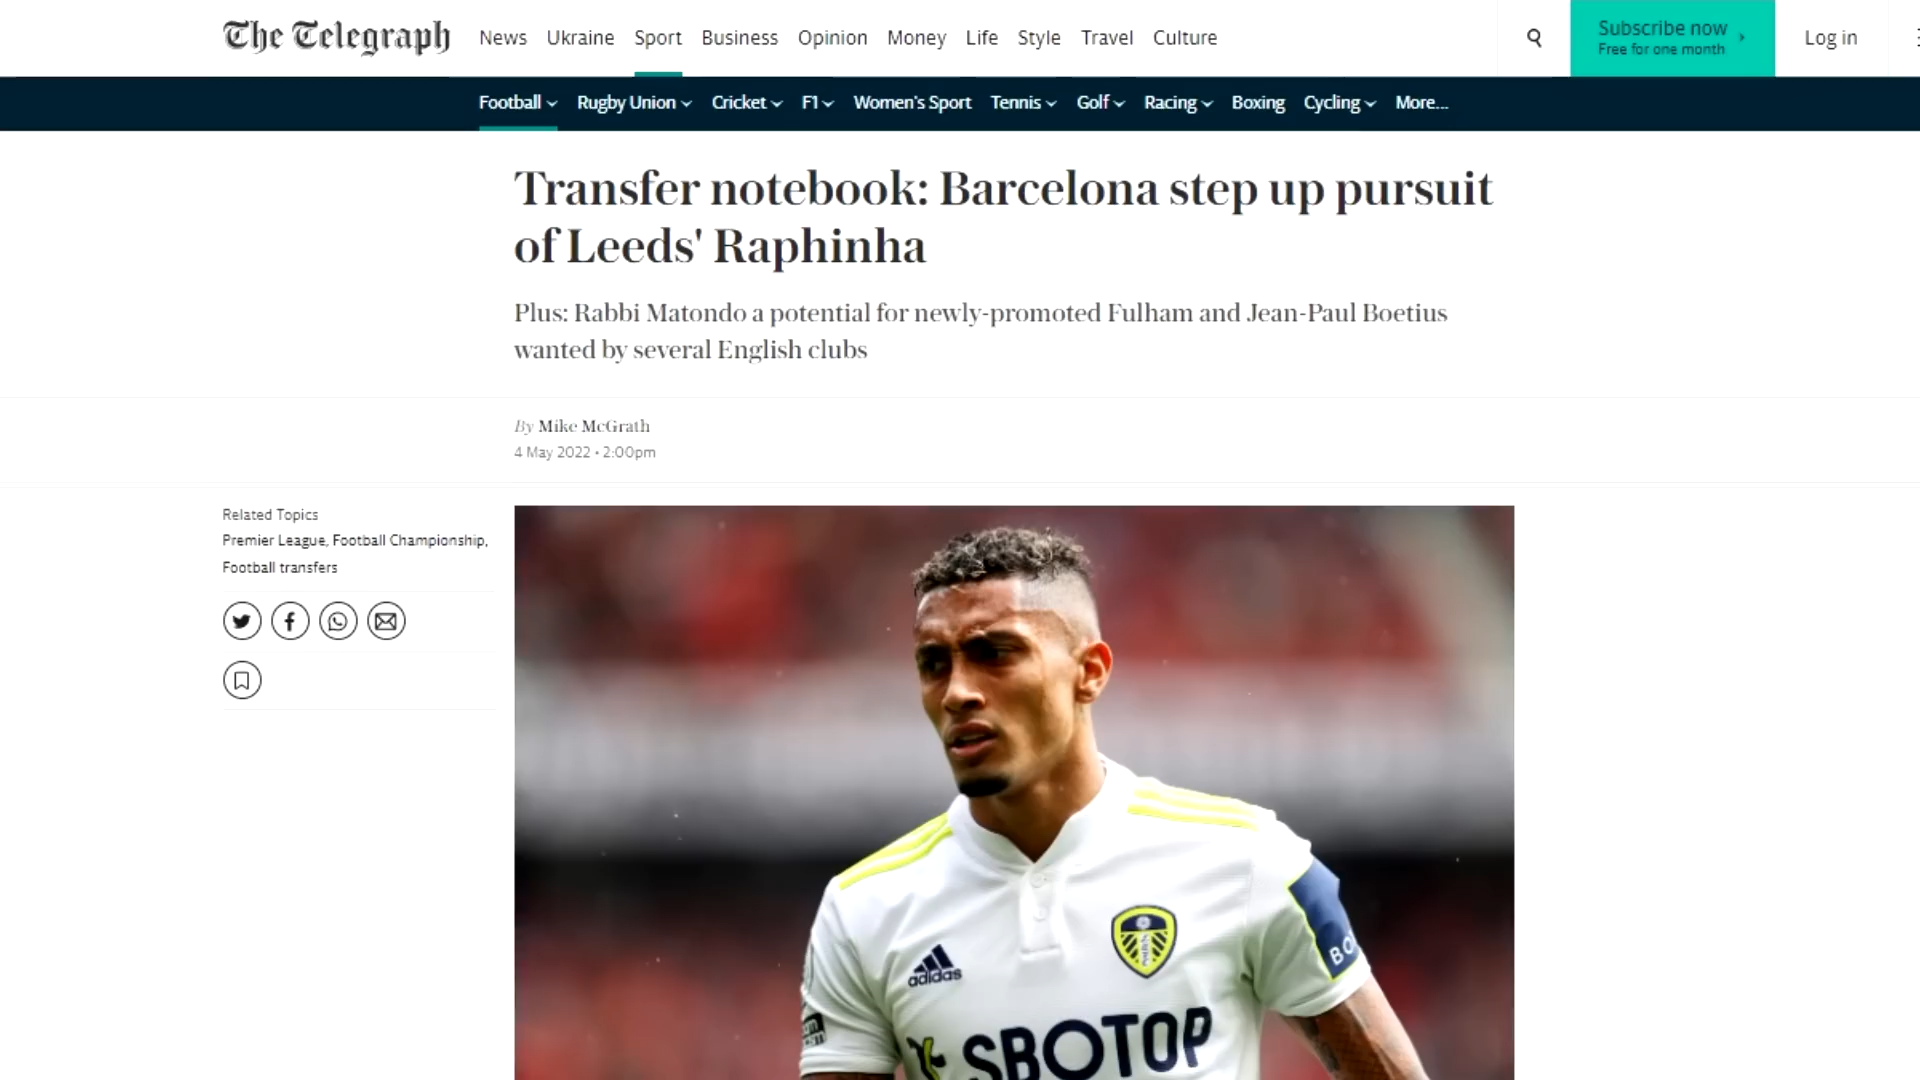 The Telegraph
News Ukraine Sport Business Opinion Money Life Style Travel Culture
Subscribe now
Free for one month
Log in
Football Rugby Union Cricket F1 Women's Sport Tennis Golf Racing Boxing Cycling More...
Transfer notebook: Barcelona step up pursuit
of Leeds' Raphinha
Plus: Rabbi Matondo a potential for newly-promoted Fulham and Jean-Paul Boetius
wanted by several English clubs
By Mike McGrath
4 May 2022 • 2:00pm
Related Topics
Premier League, Football Championship,
Football transfers
BO
adidas
SBOTOP